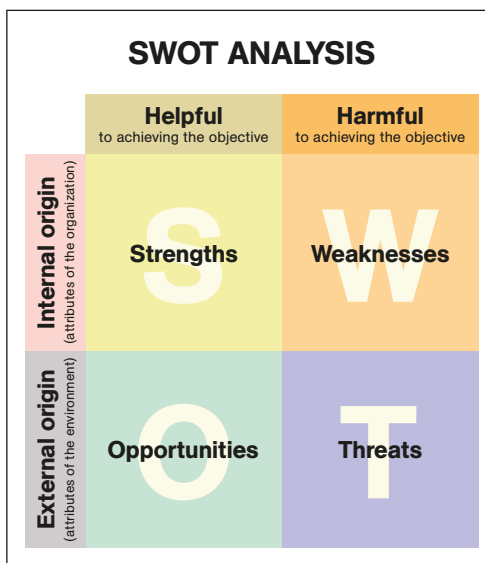 SWOT ANALYSIS
Helpful
to achieving the objective
Harmful
to achieving the objective
Internal origin
(attributes of the organization)
S
Strengths
W
Weaknesses
External origin
(attributes of the environment)
O
Opportunities
T
Threats